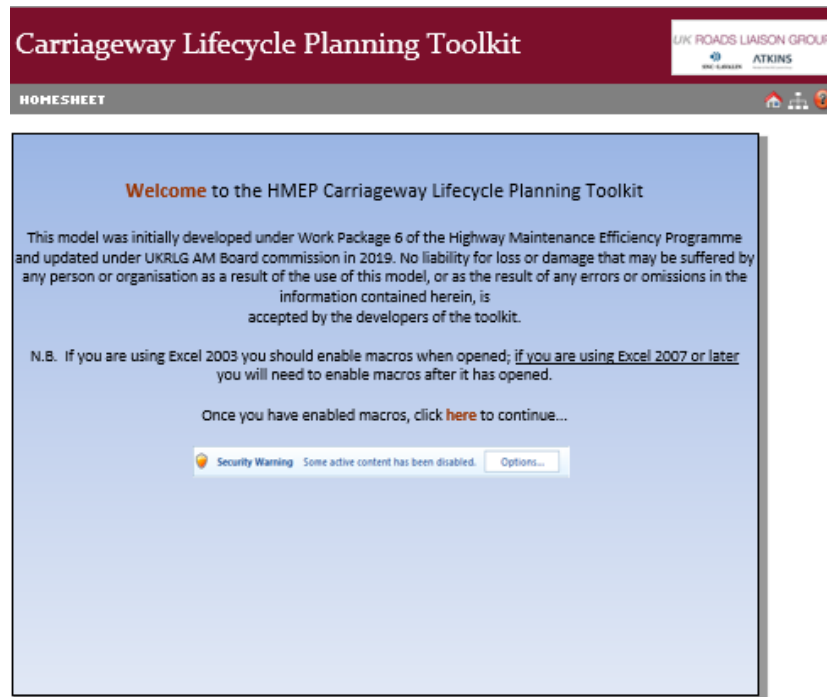 Carriageway Lifecycle Planning Toolkit
UK ROADS LIAISON GROUP
SNC·LAVALIN ATKINS
HOMESHEET
Welcome to the HMEP Carriageway Lifecycle Planning Toolkit
This model was initially developed under Work Package 6 of the Highway Maintenance Efficiency Programme
and updated under UKRLG AM Board commission in 2019. No liability for loss or damage that may be suffered by
any person or organisation as a result of the use of this model, or as the result of any errors or omissions in the
information contained herein, is
accepted by the developers of the toolkit.
N.B. If you are using Excel 2003 you should enable macros when opened; if you are using Excel 2007 or later
you will need to enable macros after it has opened.
Once you have enabled macros, click here to continue...
Security Warning Some active content has been disabled. Options...